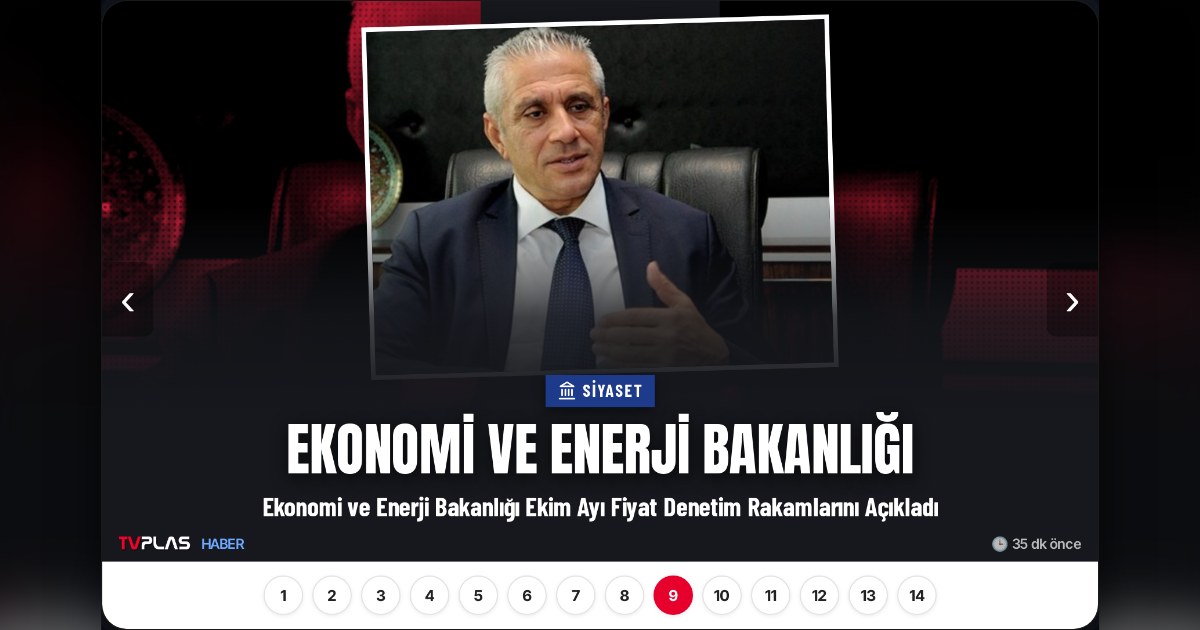 SİYASET
EKONOMİ VE ENERJİ BAKANLIĞI
Ekonomi ve Enerji Bakanlığı Ekim Ayı Fiyat Denetim Rakamlarını Açıkladı
TVPLAS HABER
35 dk önce
1 2 3 4 5 6 7 8 9 10 11 12 13 14